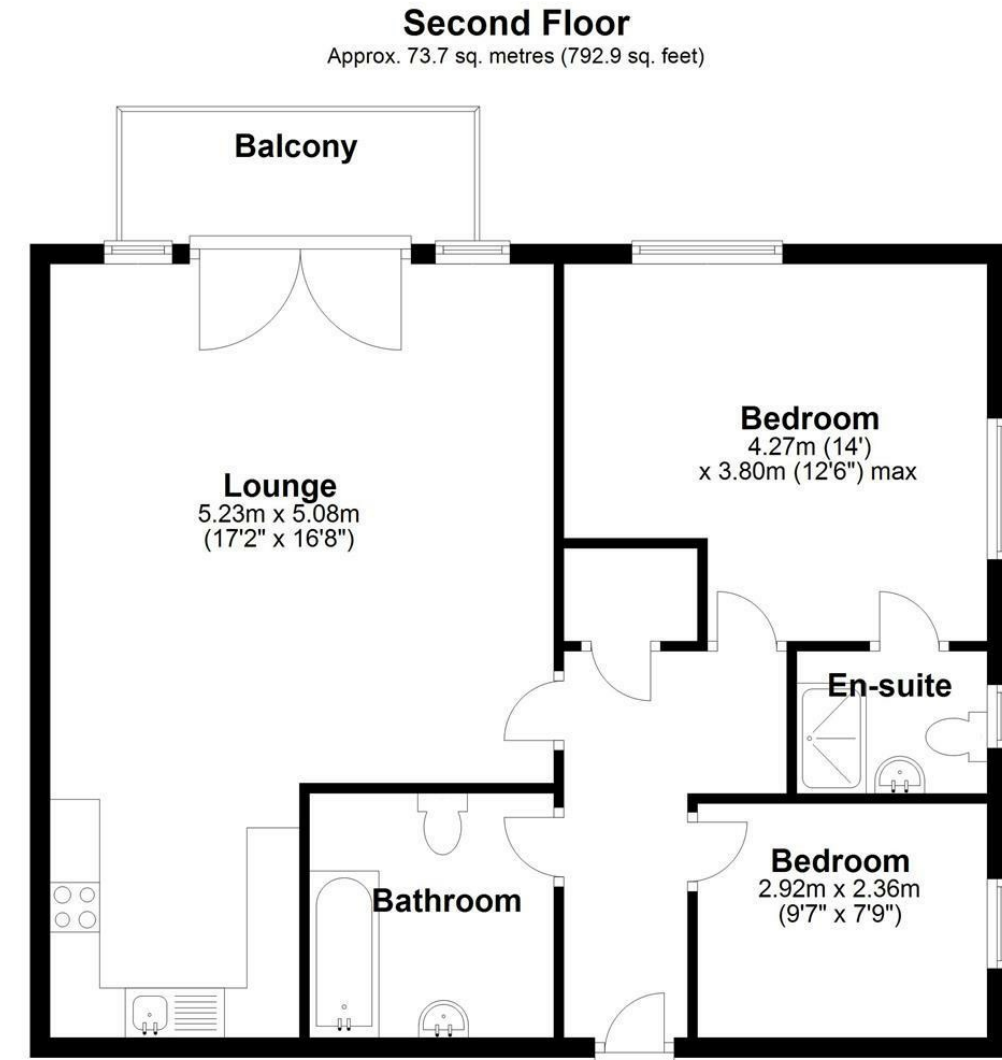 Second Floor
Approx. 73.7 sq. metres (792.9 sq. feet)
Balcony
Bedroom
4.27m (14')
x 3.80m (12'6") max
Lounge
5.23m x 5.08m
(17'2" x 16'8")
En-suite
Bedroom
2.92m x 2.36m
(9'7" x 7'9")
Bathroom